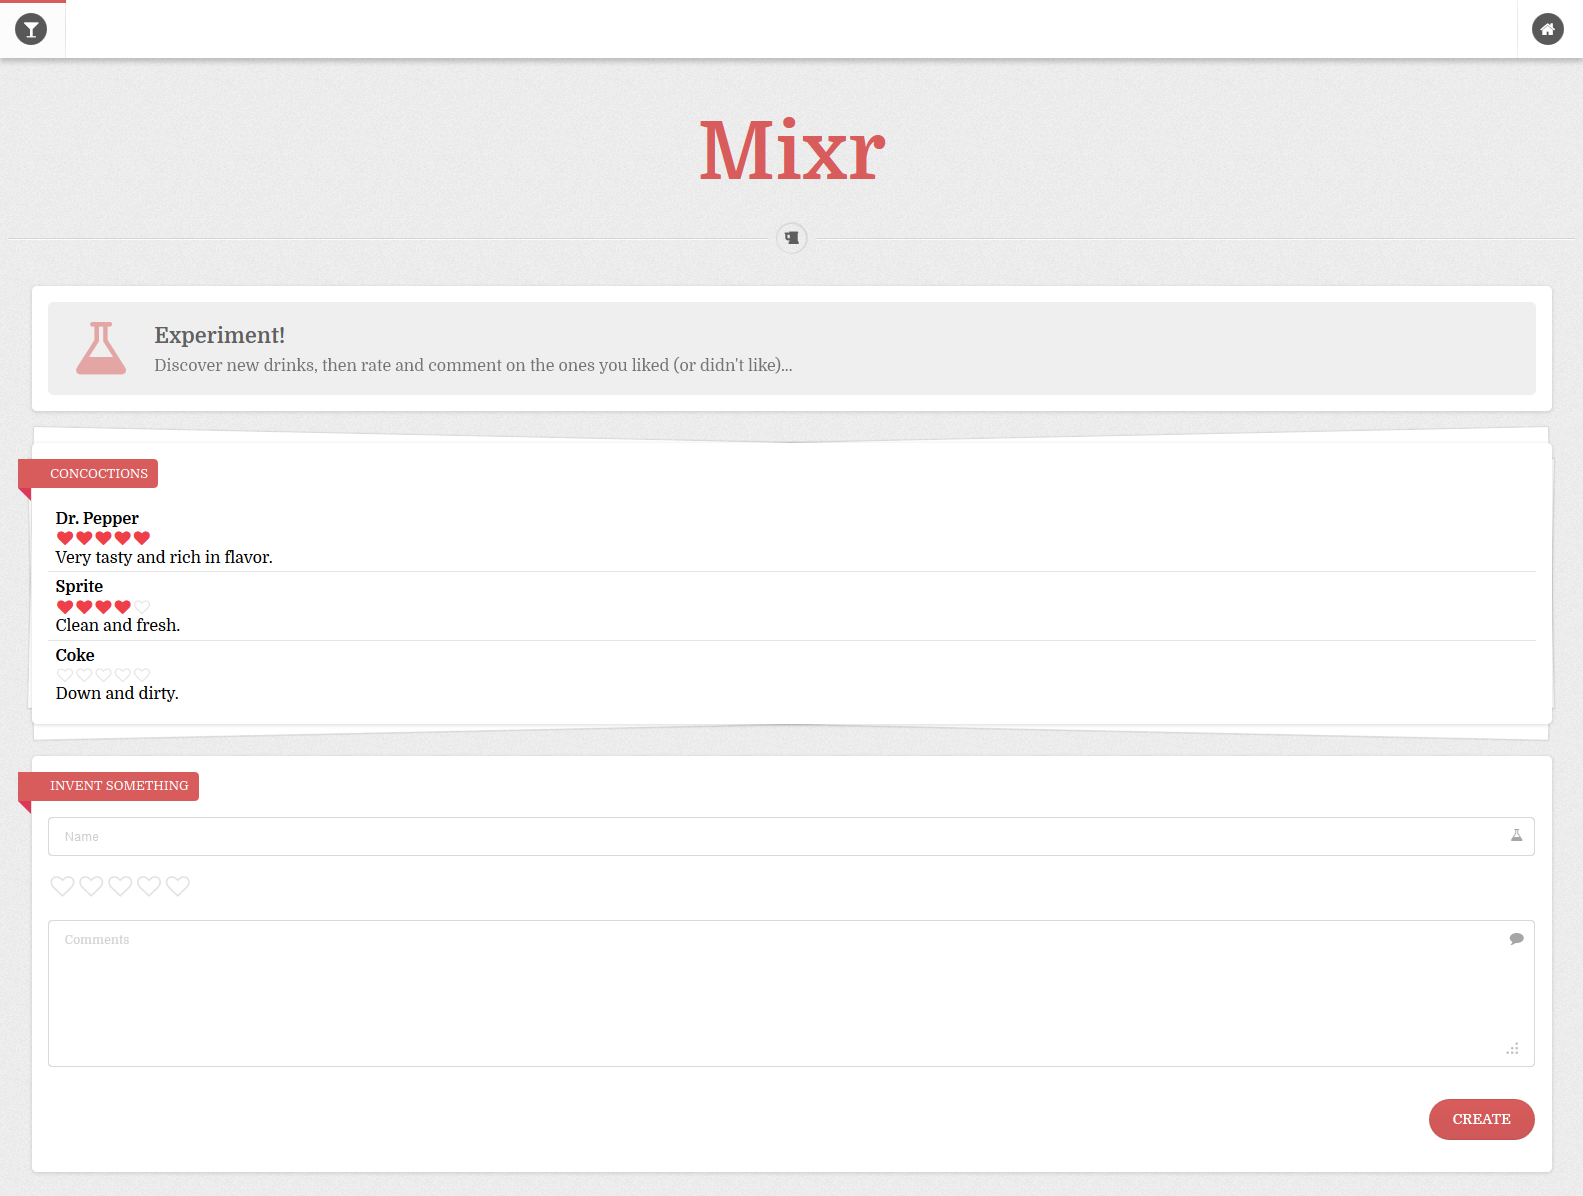 Mixr
Experiment!
Discover new drinks, then rate and comment on the ones you liked (or didn't like)...
CONCOCTIONS
Dr. Pepper
Very tasty and rich in flavor.
Sprite
Clean and fresh.
Coke
Down and dirty.
INVENT SOMETHING
Name
Comments
CREATE